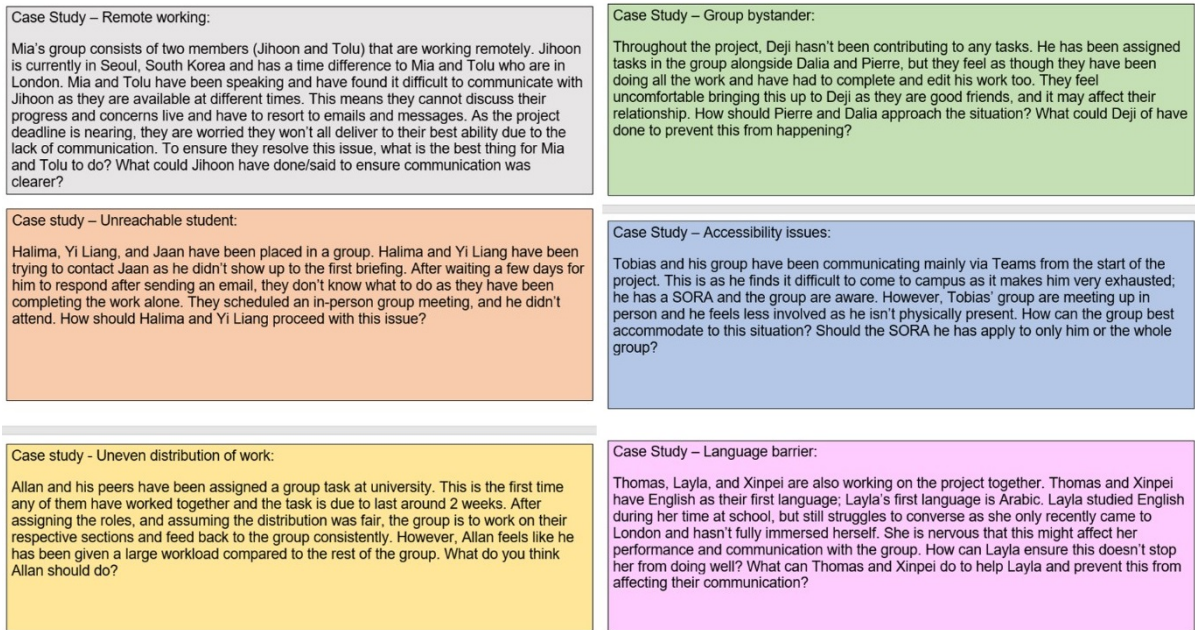 Case Study – Remote working:
Mia's group consists of two members (Jihoon and Tolu) that are working remotely. Jihoon
is currently in Seoul, South Korea and has a time difference to Mia and Tolu who are in
London. Mia and Tolu have been speaking and have found it difficult to communicate with
Jihoon as they are available at different times. This means they cannot discuss their
progress and concerns live and have to resort to emails and messages. As the project
deadline is nearing, they are worried they won't all deliver to their best ability due to the
lack of communication. To ensure they resolve this issue, what is the best thing for Mia
and Tolu to do? What could Jihoon have done/said to ensure communication was
clearer?
Case Study – Group bystander:
Throughout the project, Deji hasn't been contributing to any tasks. He has been assigned
tasks in the group alongside Dalia and Pierre, but they feel as though they have been
doing all the work and have had to complete and edit his work too. They feel
uncomfortable bringing this up to Deji as they are good friends, and it may affect their
relationship. How should Pierre and Dalia approach the situation? What could Deji of have
done to prevent this from happening?
Case study – Unreachable student:
Halima, Yi Liang, and Jaan have been placed in a group. Halima and Yi Liang have been
trying to contact Jaan as he didn't show up to the first briefing. After waiting a few days for
him to respond after sending an email, they don't know what to do as they have been
completing the work alone. They scheduled an in-person group meeting, and he didn't
attend. How should Halima and Yi Liang proceed with this issue?
Case Study – Accessibility issues:
Tobias and his group have been communicating mainly via Teams from the start of the
project. This is as he finds it difficult to come to campus as it makes him very exhausted;
he has a SORA and the group are aware. However, Tobias' group are meeting up in
person and he feels less involved as he isn't physically present. How can the group best
accommodate to this situation? Should the SORA he has apply to only him or the whole
group?
Case study - Uneven distribution of work:
Allan and his peers have been assigned a group task at university. This is the first time
any of them have worked together and the task is due to last around 2 weeks. After
assigning the roles, and assuming the distribution was fair, the group is to work on their
respective sections and feed back to the group consistently. However, Allan feels like he
has been given a large workload compared to the rest of the group. What do you think
Allan should do?
Case Study – Language barrier:
Thomas, Layla, and Xinpei are also working on the project together. Thomas and Xinpei
have English as their first language; Layla's first language is Arabic. Layla studied English
during her time at school, but still struggles to converse as she only recently came to
London and hasn't fully immersed herself. She is nervous that this might affect her
performance and communication with the group. How can Layla ensure this doesn't stop
her from doing well? What can Thomas and Xinpei do to help Layla and prevent this from
affecting their communication?